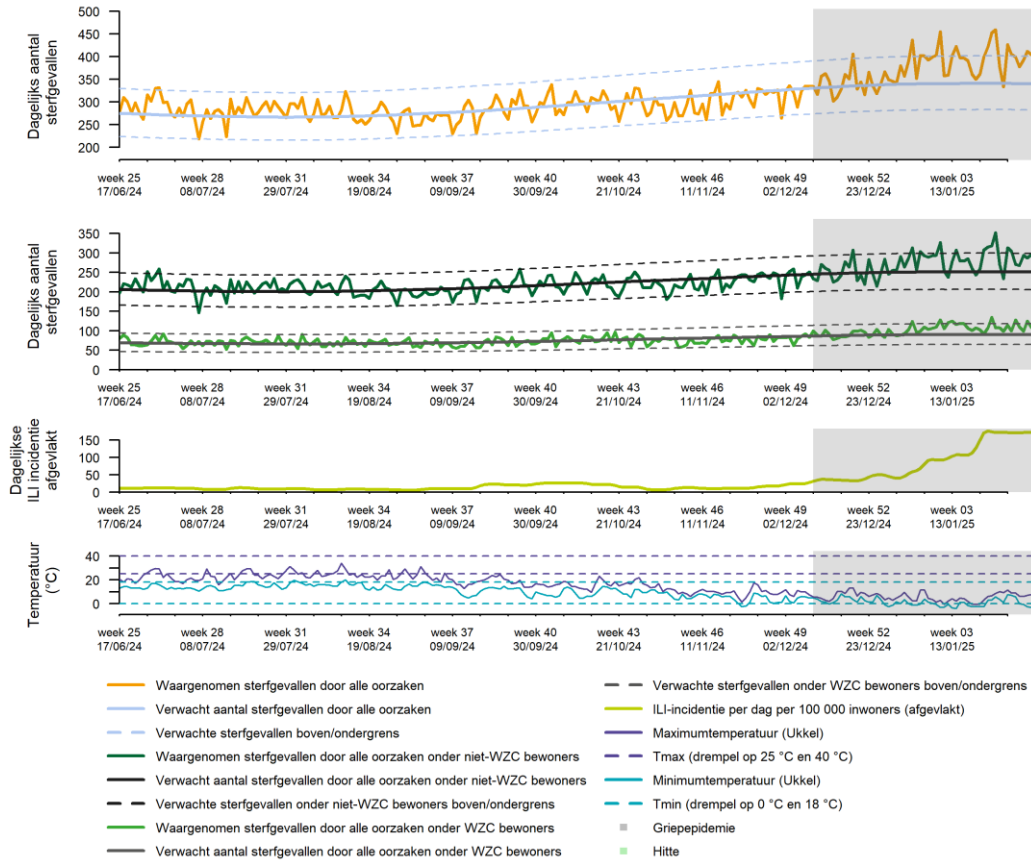 Dagelijks aantal
sterfgevallen
500
450
400
350
300
250
200
week 25 week 28 week 31 week 34 week 37 week 40 week 43 week 46 week 49 week 52 week 03
17/06/24 08/07/24 29/07/24 19/08/24 09/09/24 30/09/24 21/10/24 11/11/24 02/12/24 23/12/24 13/01/25
Dagelijks aantal
sterfgevallen
350
300
250
200
150
100
50
0
week 25 week 28 week 31 week 34 week 37 week 40 week 43 week 46 week 49 week 52 week 03
17/06/24 08/07/24 29/07/24 19/08/24 09/09/24 30/09/24 21/10/24 11/11/24 02/12/24 23/12/24 13/01/25
Dagelijkse
ILI incidentie
afgevlakt
150
100
50
0
week 25 week 28 week 31 week 34 week 37 week 40 week 43 week 46 week 49 week 52 week 03
17/06/24 08/07/24 29/07/24 19/08/24 09/09/24 30/09/24 21/10/24 11/11/24 02/12/24 23/12/24 13/01/25
Temperatuur
(°C)
40
20
0
week 25 week 28 week 31 week 34 week 37 week 40 week 43 week 46 week 49 week 52 week 03
17/06/24 08/07/24 29/07/24 19/08/24 09/09/24 30/09/24 21/10/24 11/11/24 02/12/24 23/12/24 13/01/25
Waargenomen sterfgevallen door alle oorzaken
Verwacht aantal sterfgevallen door alle oorzaken
Verwachte sterfgevallen boven/ondergrens
Waargenomen sterfgevallen door alle oorzaken onder niet-WZC bewoners
Verwacht aantal sterfgevallen door alle oorzaken onder niet-WZC bewoners
Verwachte sterfgevallen onder niet-WZC bewoners boven/ondergrens
Waargenomen sterfgevallen door alle oorzaken onder WZC bewoners
Verwacht aantal sterfgevallen door alle oorzaken onder WZC bewoners
Verwachte sterfgevallen onder WZC bewoners boven/ondergrens
ILI-incidentie per dag per 100 000 inwoners (afgevlakt)
Maximumtemperatuur (Ukkel)
Tmax (drempel op 25 °C en 40 °C)
Minimumtemperatuur (Ukkel)
Tmin (drempel op 0 °C en 18 °C)
Griepepidemie
Hitte